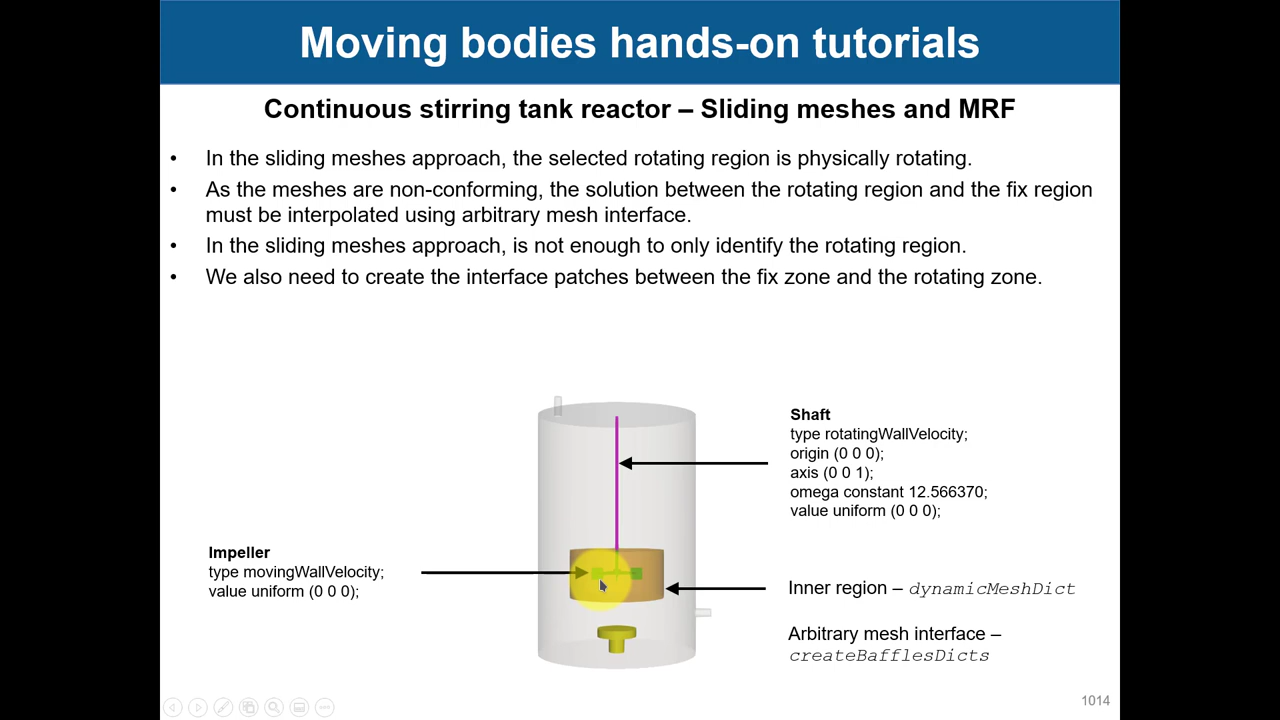 Moving bodies hands-on tutorials
Continuous stirring tank reactor – Sliding meshes and MRF
• In the sliding meshes approach, the selected rotating region is physically rotating.
• As the meshes are non-conforming, the solution between the rotating region and the fix region
must be interpolated using arbitrary mesh interface.
• In the sliding meshes approach, is not enough to only identify the rotating region.
• We also need to create the interface patches between the fix zone and the rotating zone.
Shaft
type rotatingWallVelocity;
origin (0 0 0);
axis (0 0 1);
omega constant 12.566370;
value uniform (0 0 0);
Impeller
type movingWallVelocity;
value uniform (0 0 0);
Inner region – dynamicMeshDict
Arbitrary mesh interface –
createBafflesDicts
1014